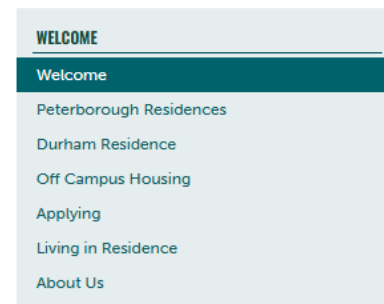 WELCOME
Welcome
Peterborough Residences
Durham Residence
Off Campus Housing
Applying
Living in Residence
About Us